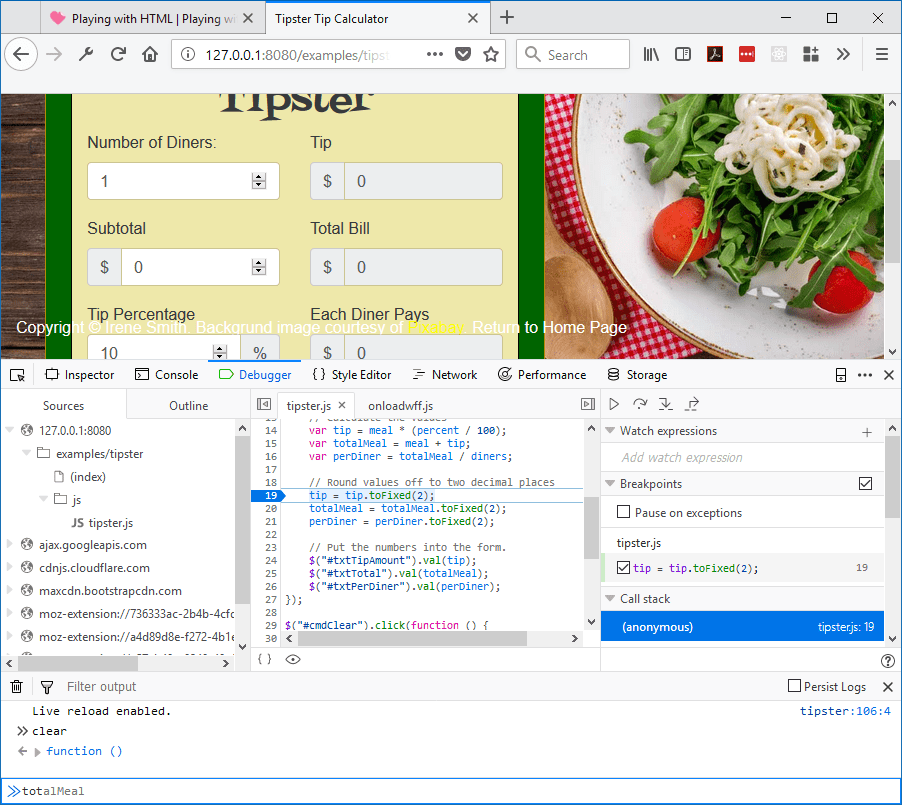 Playing with HTML | Playing wi
Tipster Tip Calculator
127.0.0.1:8080/examples/tipst
Search
Tipster
Number of Diners:
Tip
1
$ 0
Subtotal
Total Bill
$ 0
$ 0
Tip Percentage
Each Diner Pays
Copyright © Irene Smith. Backgrund image courtesy of Pixabay. Return to Home Page
10 %
$ 0
Inspector
Console
Debugger
{ } Style Editor
Network
Performance
Storage
Sources
Outline
tipster.js
onloadwff.js
127.0.0.1:8080
examples/tipster
(index)
js
JS tipster.js
ajax.googleapis.com
cdnjs.cloudflare.com
maxcdn.bootstrapcdn.com
moz-extension://736333ac-2b4b-4cfd
moz-extension://a4d89d8e-f272-4b1e
13 // Calculate the values
14 var tip = meal * (percent / 100);
15 var totalMeal = meal + tip;
16 var perDiner = totalMeal / diners;
17
18 // Round values off to two decimal places
19 tip = tip.toFixed(2);
20 totalMeal = totalMeal.toFixed(2);
21 perDiner = perDiner.toFixed(2);
22
23 // Put the numbers into the form.
24 $("#txtTipAmount").val(tip);
25 $("#txtTotal").val(totalMeal);
26 $("#txtPerDiner").val(perDiner);
27 });
28
29 $("#cmdClear").click(function () {
30
{ }
Watch expressions
Add watch expression
Breakpoints
Pause on exceptions
tipster.js
tip = tip.toFixed(2); 19
Call stack
(anonymous) tipster.js: 19
Filter output
Persist Logs
Live reload enabled. tipster:106:4
clear
function ()
totalMeal